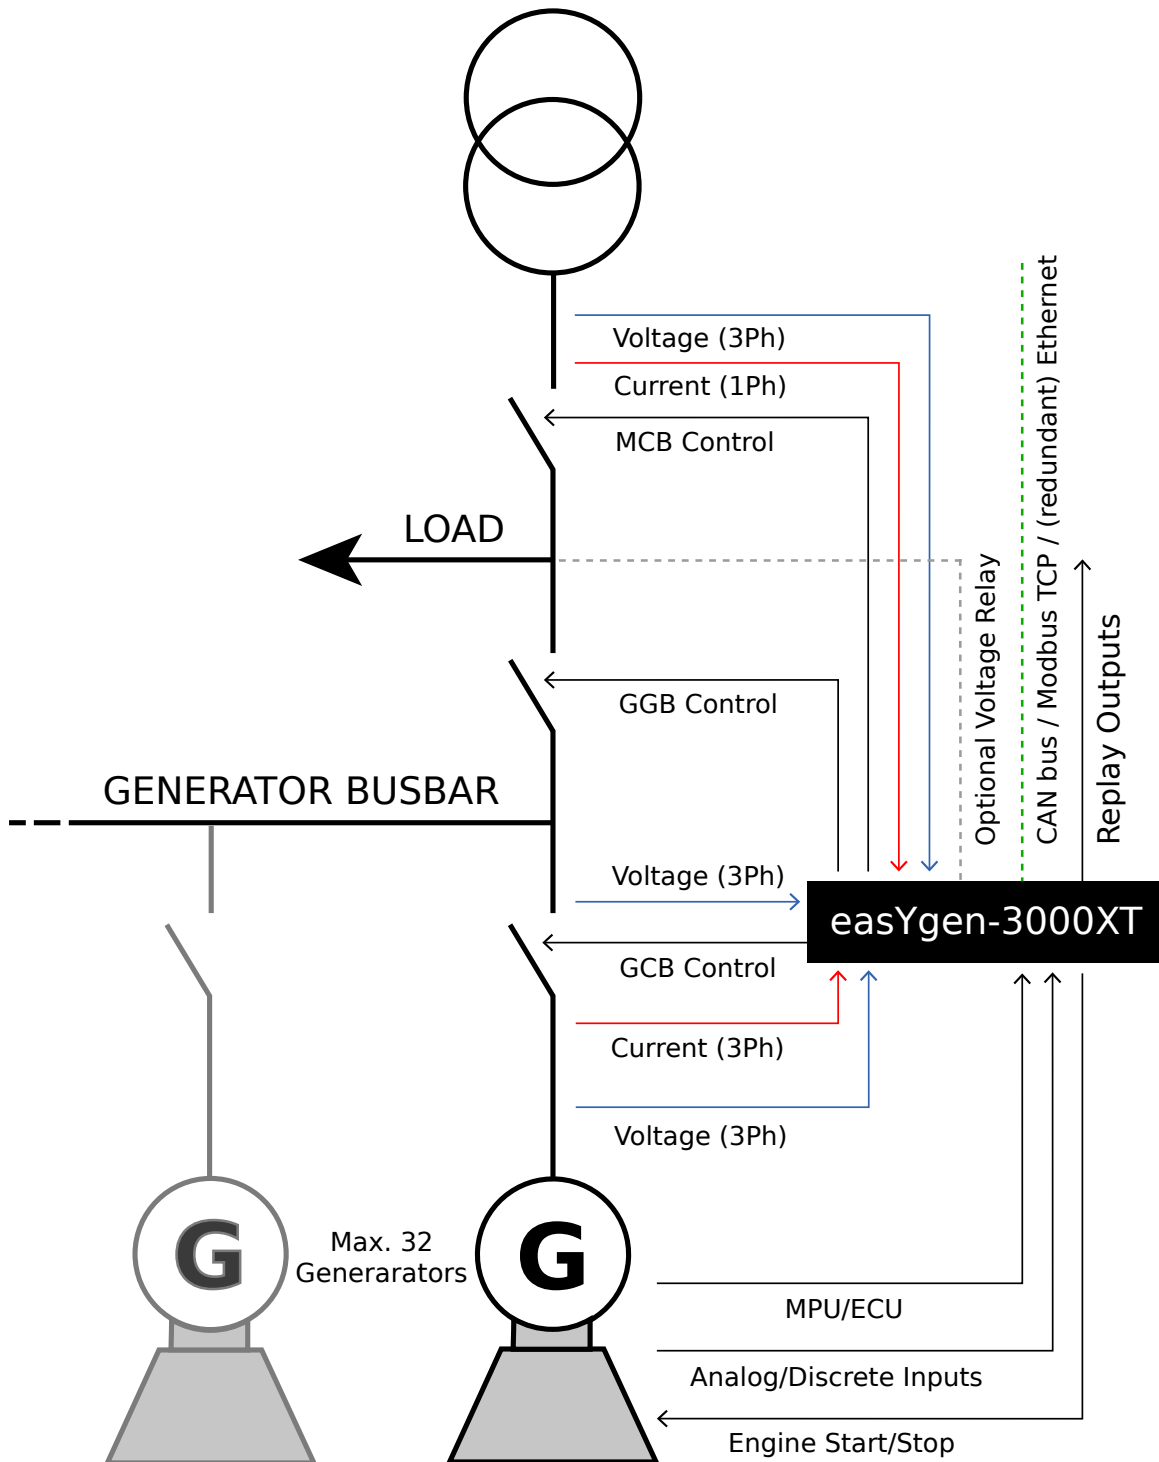 Voltage (3Ph)
Current (1Ph)
MCB Control
LOAD
GGB Control
GENERATOR BUSBAR
Optional Voltage Relay
CAN bus / Modbus TCP / (redundant) Ethernet
Replay Outputs
Voltage (3Ph)
easYgen-3000XT
GCB Control
Current (3Ph)
Voltage (3Ph)
G
Max. 32
Generarators
G
MPU/ECU
Analog/Discrete Inputs
Engine Start/Stop